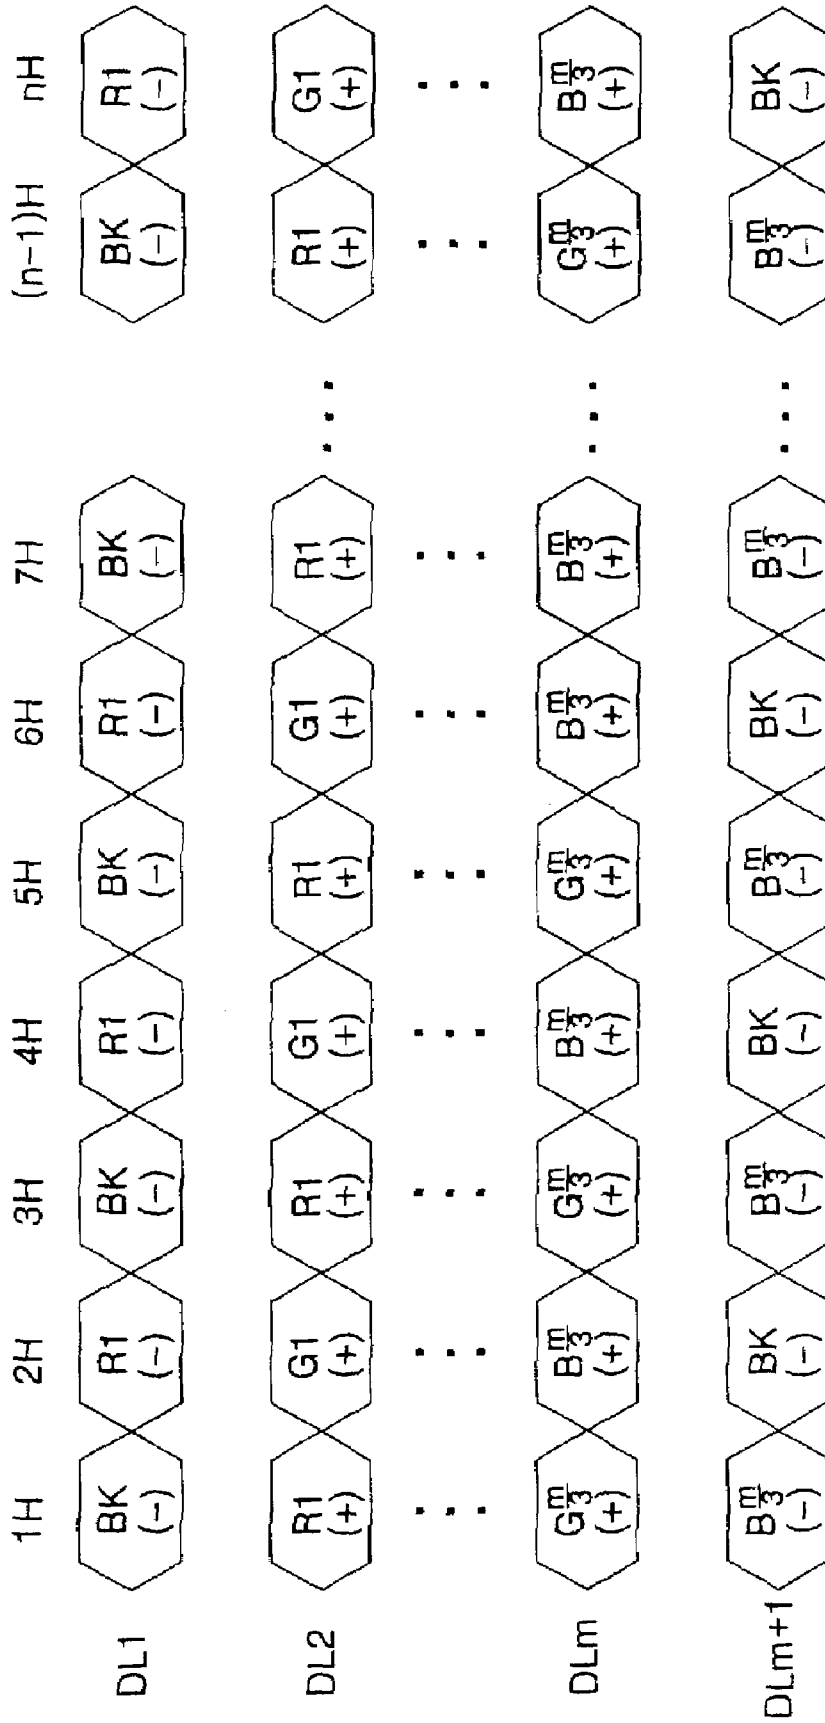 1H 2H 3H 4H 5H 6H 7H (n-1)H nH
DL1 BK (-) R1 (-) BK (-) R1 (-) BK (-) R1 (-) BK (-) BK (-) R1 (-)
DL2 R1 (+) G1 (+) R1 (+) G1 (+) R1 (+) G1 (+) R1 (+) ... R1 (+) G1 (+)
... ... ... ... ... ... ... ... ...
DLm G m/3 (+) B m/3 (+) G m/3 (+) B m/3 (+) G m/3 (+) B m/3 (+) B m/3 (+) ... G m/3 (+) B m/3 (+)
DLm+1 B m/3 (-) BK (-) B m/3 (-) BK (-) B m/3 (-) BK (-) B m/3 (-) ... B m/3 (-) BK (-)